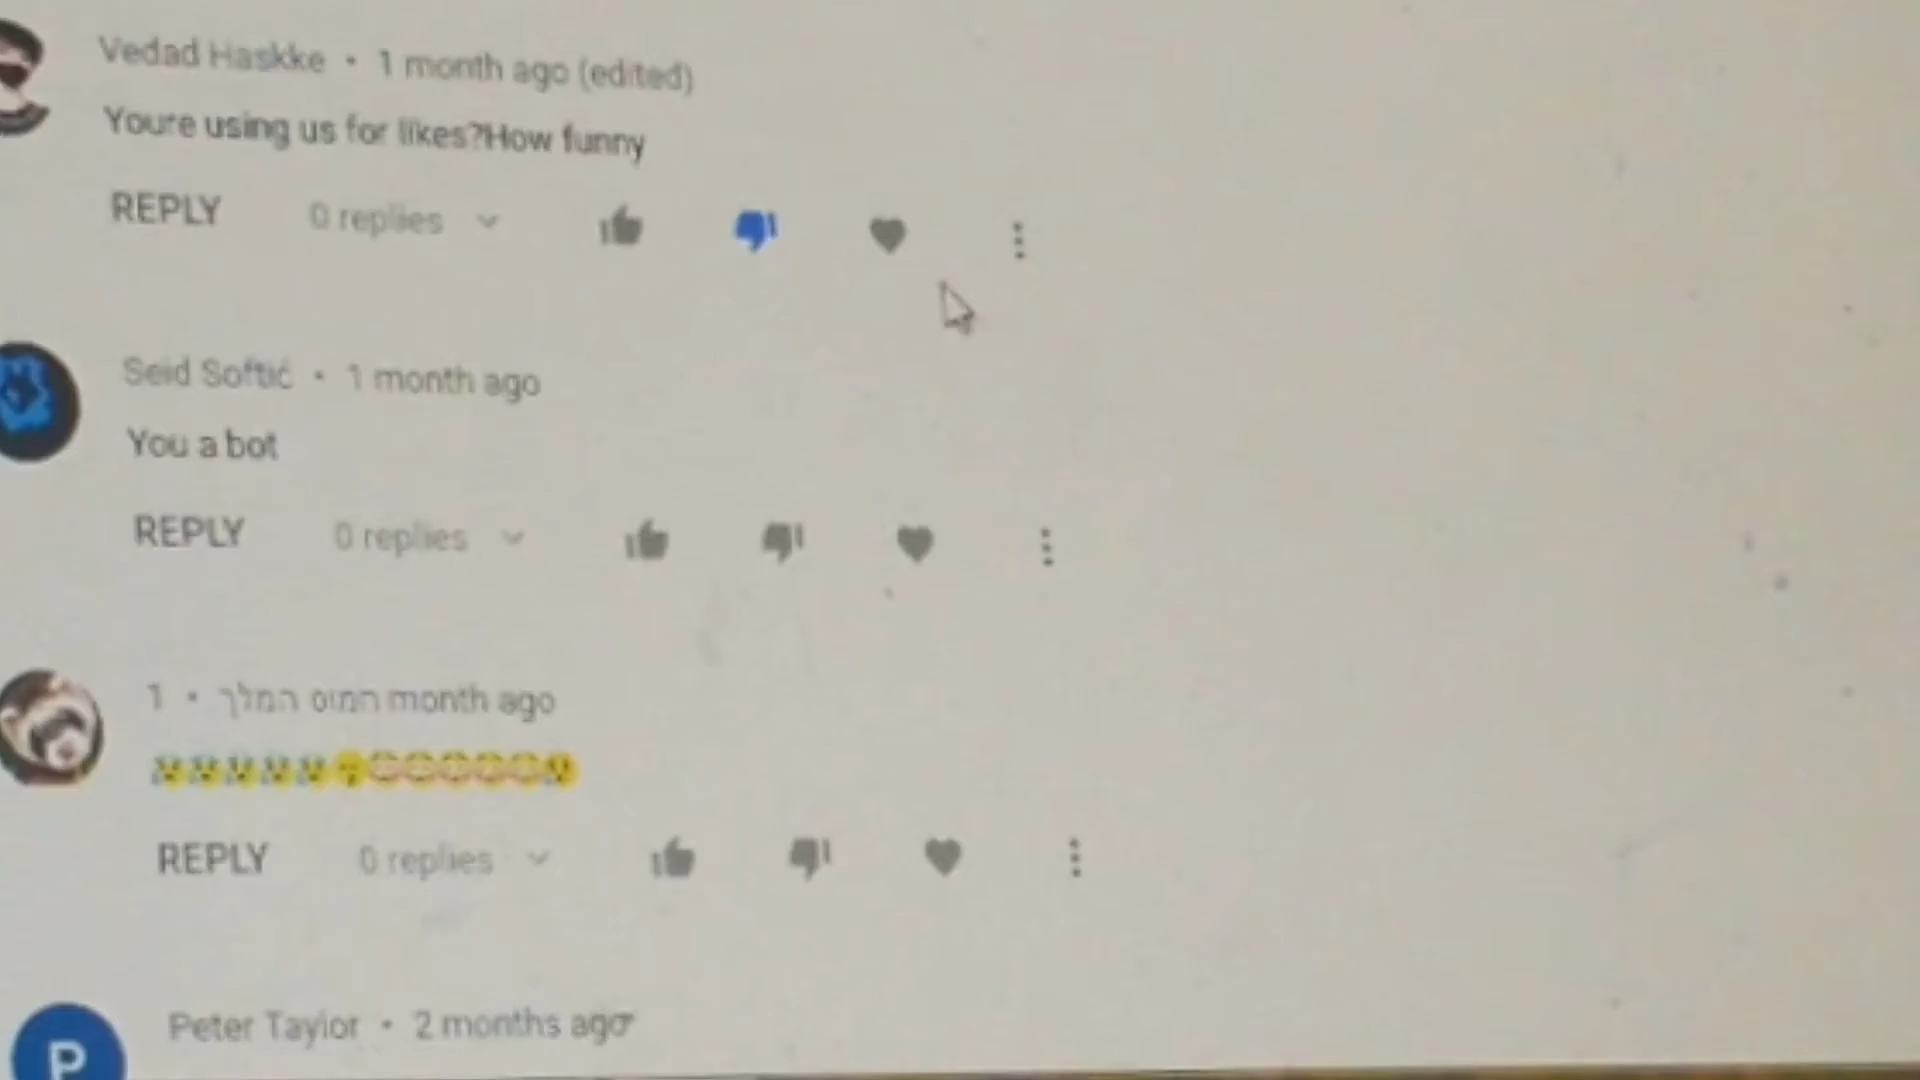 Vedad Haskke • 1 month ago (edited)
Youre using us for likes?How funny
REPLY 0 replies
Seid Softić • 1 month ago
You a bot
REPLY 0 replies
1 • המוס המלך month ago
REPLY 0 replies
Peter Taylor • 2 months ago
P